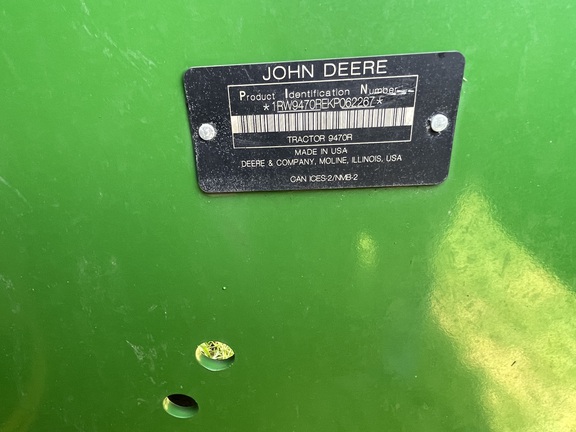 JOHN DEERE
Product Identification Number
*1RW9470REKP062267*
TRACTOR 9470R
MADE IN USA
DEERE & COMPANY, MOLINE, ILLINOIS, USA
CAN ICES-2/NMB-2